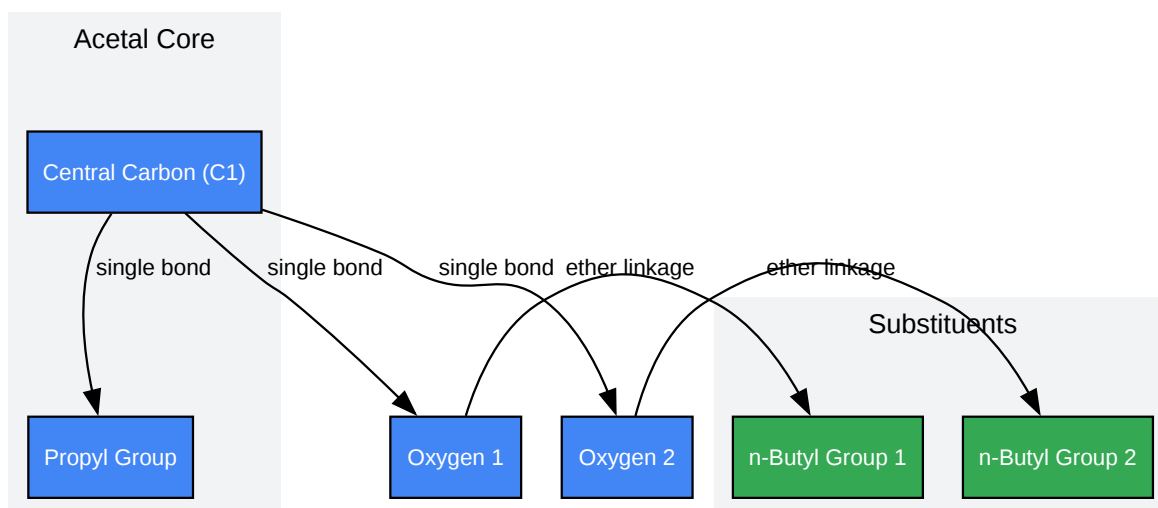 Acetal Core
Central Carbon (C1)
single bond
single bond
single bond
ether linkage
ether linkage
Substituents
Propyl Group
Oxygen 1
Oxygen 2
n-Butyl Group 1
n-Butyl Group 2